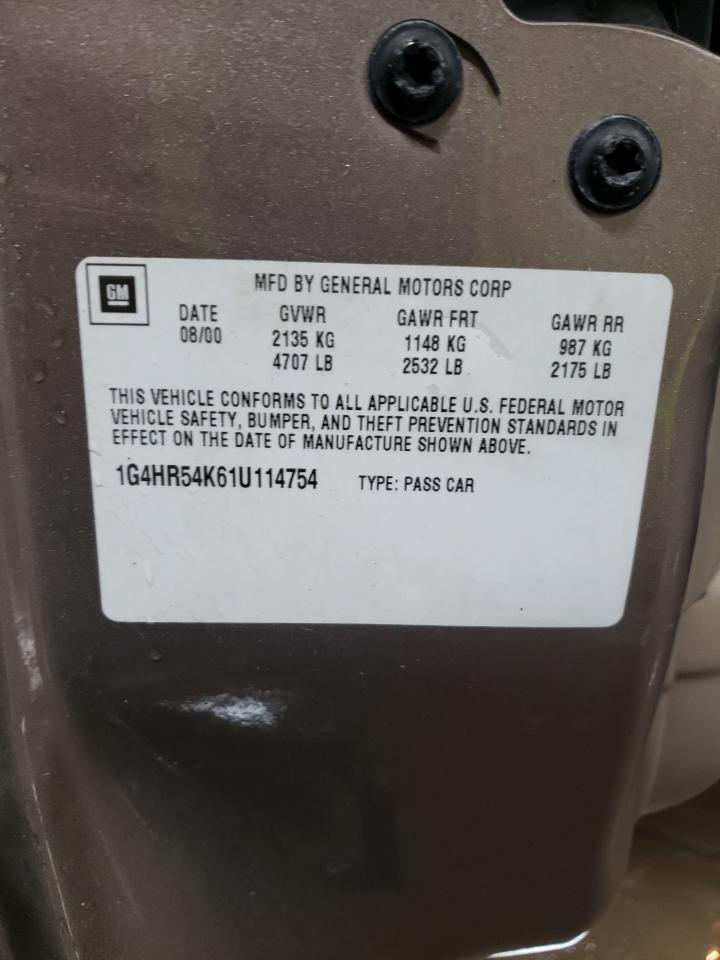 GM
MFD BY GENERAL MOTORS CORP
DATE GVWR GAWR FRT GAWR RR
08/00 2135 KG 1148 KG 987 KG
4707 LB 2532 LB 2175 LB
THIS VEHICLE CONFORMS TO ALL APPLICABLE U.S. FEDERAL MOTOR
VEHICLE SAFETY, BUMPER, AND THEFT PREVENTION STANDARDS IN
EFFECT ON THE DATE OF MANUFACTURE SHOWN ABOVE.
1G4HR54K61U114754 TYPE: PASS CAR